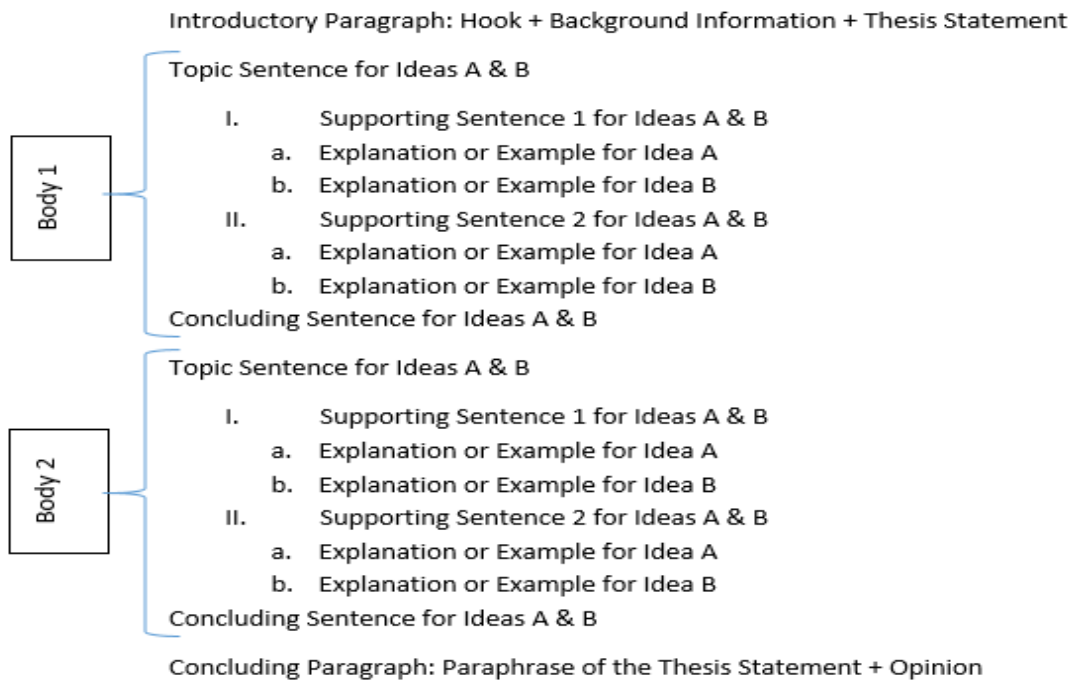 Introductory Paragraph: Hook + Background Information + Thesis Statement
Topic Sentence for Ideas A & B
I. Supporting Sentence 1 for Ideas A & B
a. Explanation or Example for Idea A
b. Explanation or Example for Idea B
II. Supporting Sentence 2 for Ideas A & B
a. Explanation or Example for Idea A
b. Explanation or Example for Idea B
Concluding Sentence for Ideas A & B
Body 1
Topic Sentence for Ideas A & B
I. Supporting Sentence 1 for Ideas A & B
a. Explanation or Example for Idea A
b. Explanation or Example for Idea B
II. Supporting Sentence 2 for Ideas A & B
a. Explanation or Example for Idea A
b. Explanation or Example for Idea B
Concluding Sentence for Ideas A & B
Body 2
Concluding Paragraph: Paraphrase of the Thesis Statement + Opinion